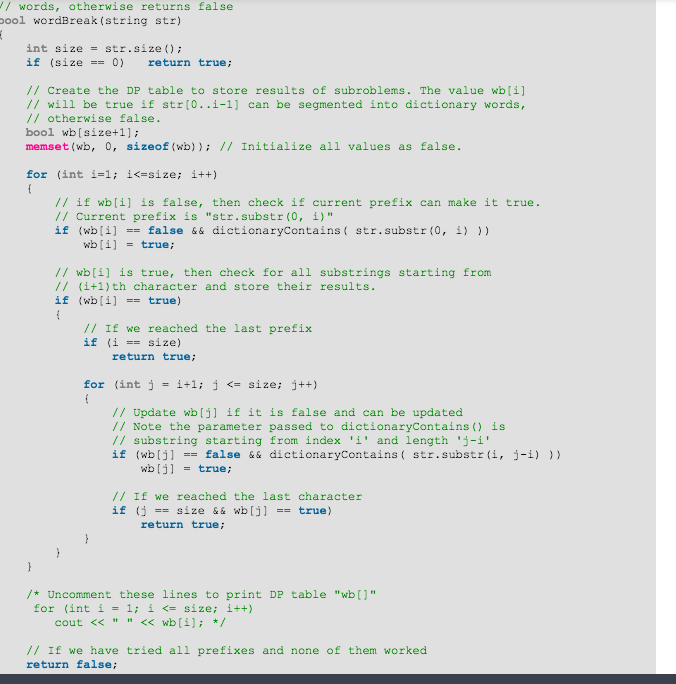 // words, otherwise returns false
bool wordBreak(string str)
{
    int size = str.size();
    if (size == 0)   return true;

    // Create the DP table to store results of subroblems. The value wb[i]
    // will be true if str[0..i-1] can be segmented into dictionary words,
    // otherwise false.
    bool wb[size+1];
    memset(wb, 0, sizeof(wb)); // Initialize all values as false.

    for (int i=1; i<=size; i++)
    {
        // if wb[i] is false, then check if current prefix can make it true.
        // Current prefix is "str.substr(0, i)"
        if (wb[i] == false && dictionaryContains( str.substr(0, i) ))
            wb[i] = true;

        // wb[i] is true, then check for all substrings starting from
        // (i+1)th character and store their results.
        if (wb[i] == true)
        {
            // If we reached the last prefix
            if (i == size)
                return true;

            for (int j = i+1; j <= size; j++)
            {
                // Update wb[j] if it is false and can be updated
                // Note the parameter passed to dictionaryContains() is
                // substring starting from index 'i' and length 'j-i'
                if (wb[j] == false && dictionaryContains( str.substr(i, j-i) ))
                    wb[j] = true;

                // If we reached the last character
                if (j == size && wb[j] == true)
                    return true;
            }
        }
    }

    /* Uncomment these lines to print DP table "wb[]"
     for (int i = 1; i <= size; i++)
        cout << " " << wb[i]; */

    // If we have tried all prefixes and none of them worked
    return false;